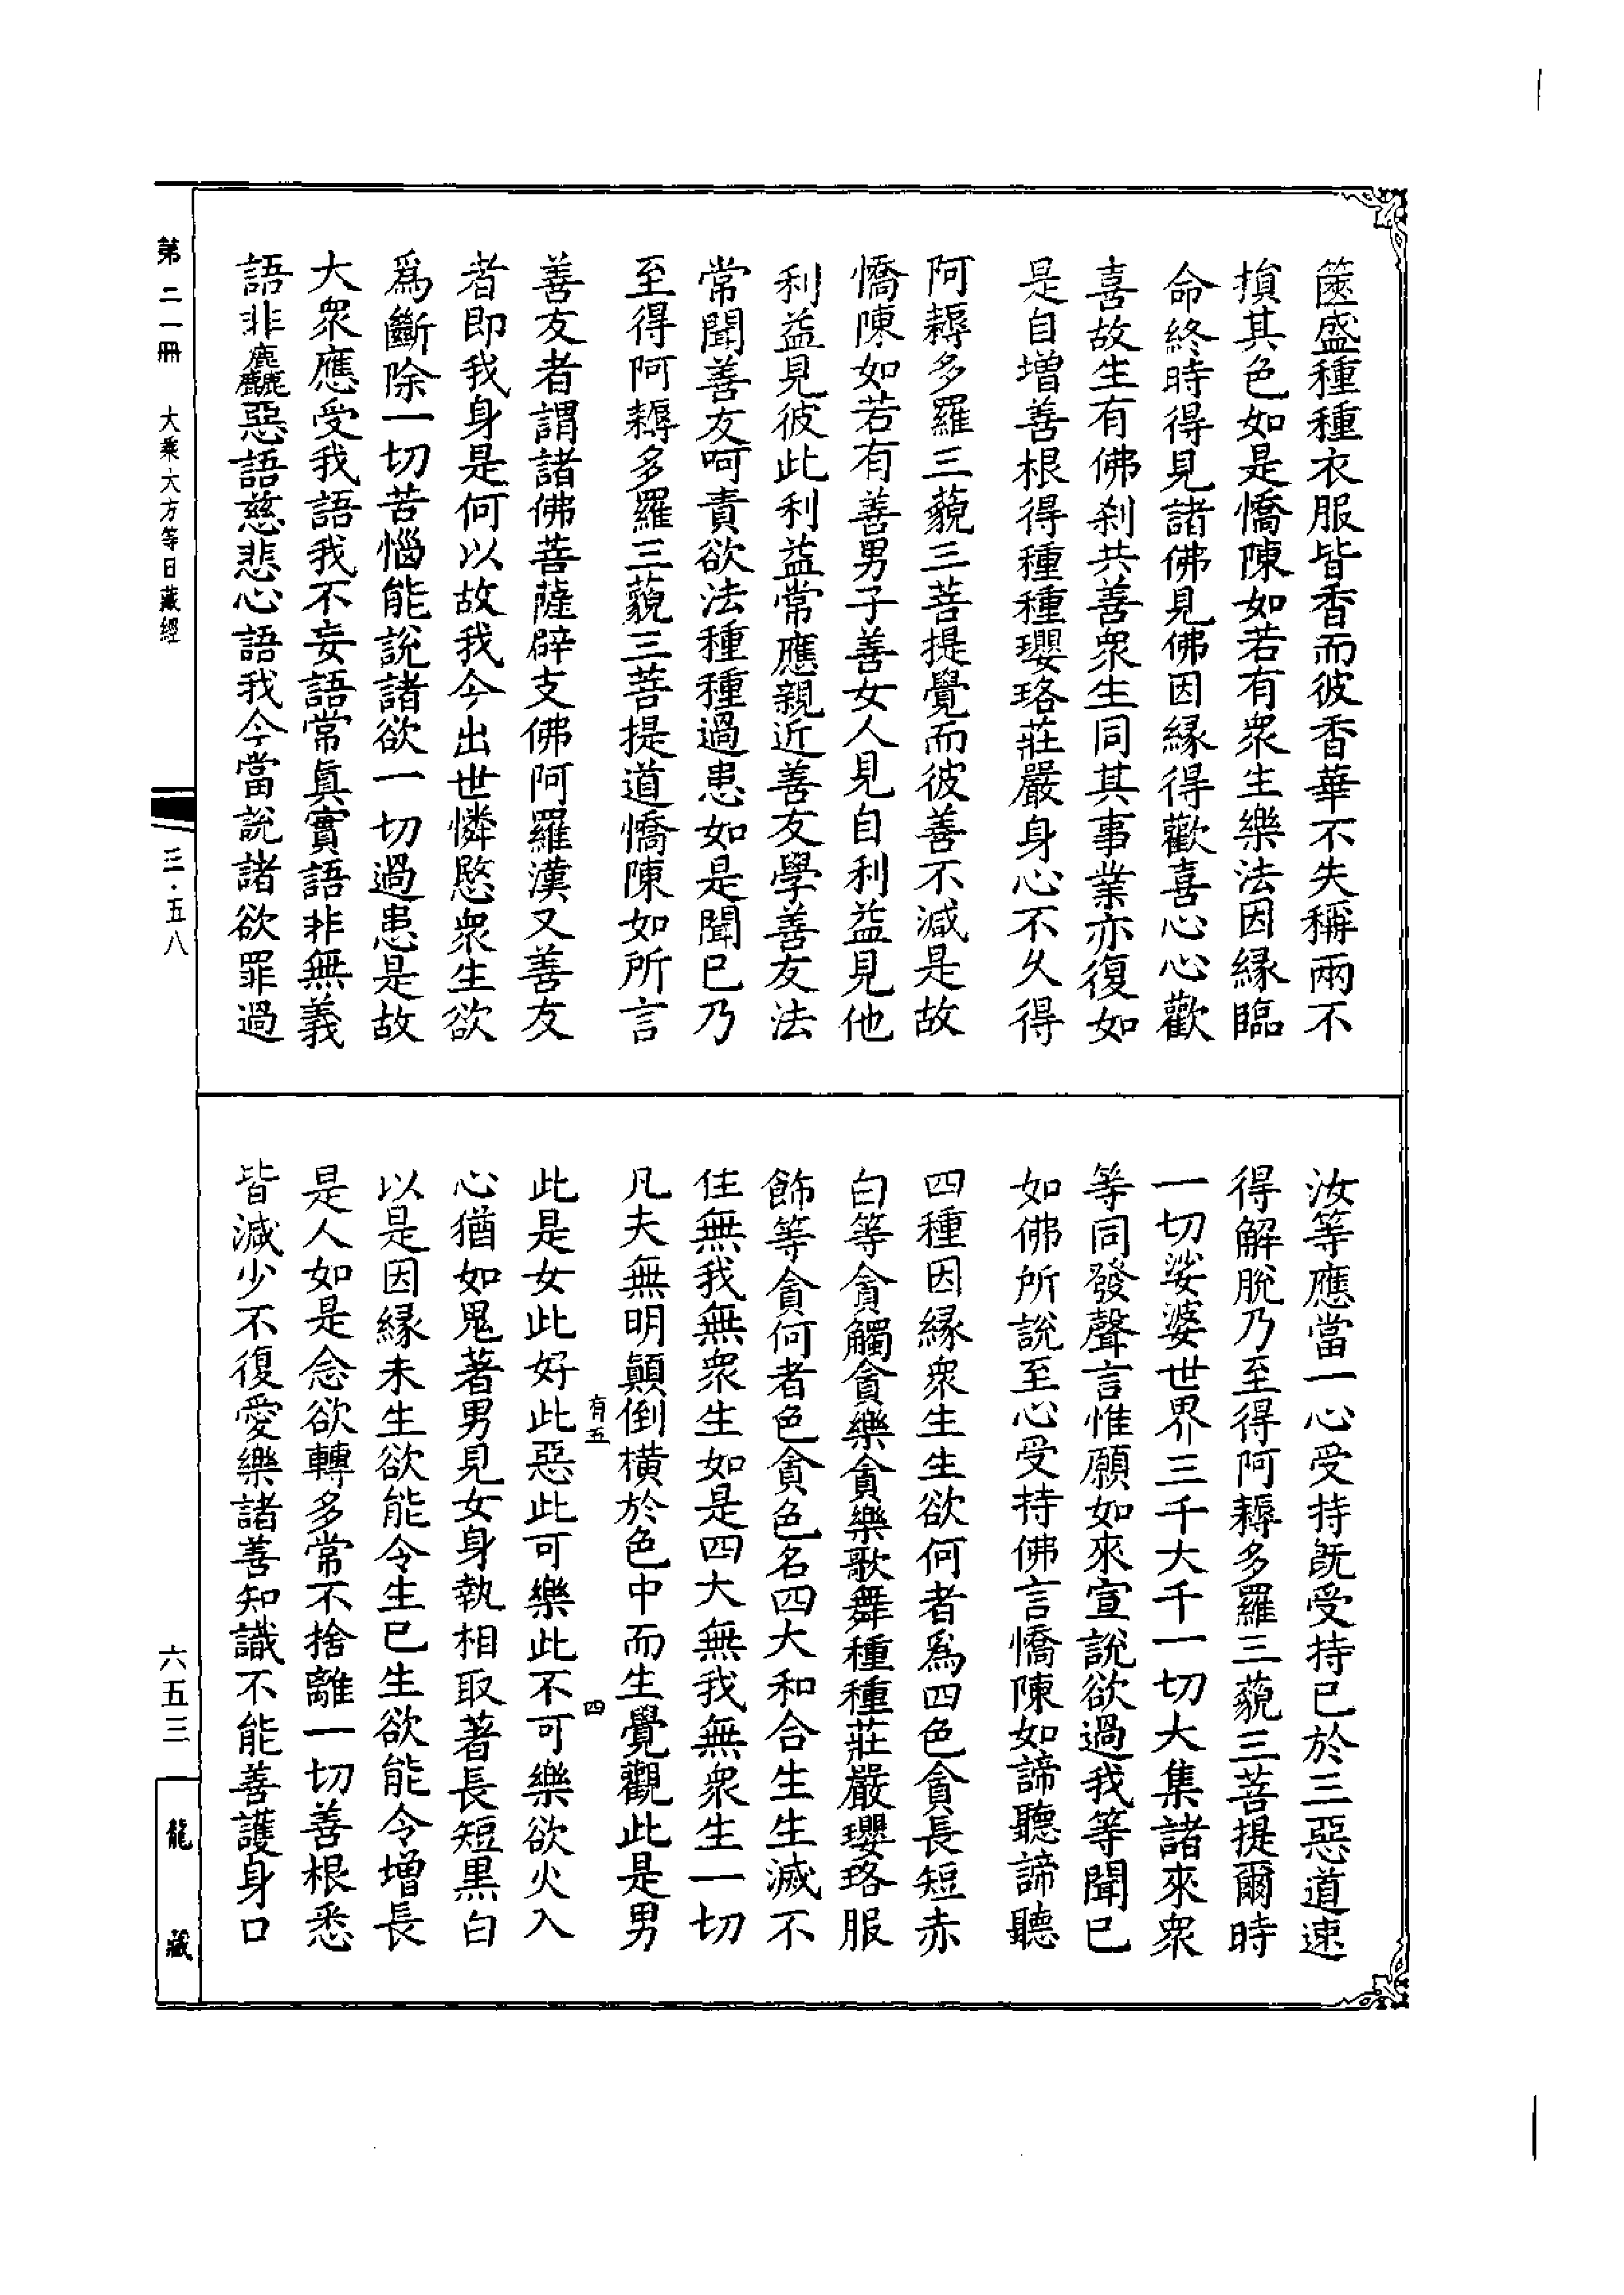 篋盛種種衣服皆香而彼香華不失稱兩不
損其色如是憍陳如若有衆生樂法因緣臨
命終時得見諸佛見佛因緣得歡喜心心歡
喜故生有佛刹共善衆生同其事業亦復如
是自增善根得種種瓔珞莊嚴身心不久得
阿耨多羅三藐三菩提覺而彼善不減是故
憍陳如若有善男子善女人見自利益見他
利益見彼此利益常應親近善友學善友法
常聞善友呵責欲法種種過患如是聞已乃
至得阿耨多羅三藐三菩提道憍陳如所言
善友者謂諸佛菩薩辟支佛阿羅漢又善友
者即我身是何以故我今出世憐愍衆生欲
爲斷除一切苦惱能說諸欲一切過患是故
大衆應受我語我不妄語常眞實語非無義
語非麤惡語慈悲心語我今當說諸欲罪過
汝等應當一心受持旣受持已於三惡道速
得解脫乃至得阿耨多羅三藐三菩提爾時
一切娑婆世界三千大千一切大集諸來衆
等同發聲言惟願如來宣說欲過我等聞已
如佛所說至心受持佛言憍陳如諦聽諦聽
四種因緣衆生生欲何者爲四色貪長短赤
白等貪觸貪樂貪樂歌舞種種莊嚴瓔珞服
飾等貪何者色貪色名四大和合生生滅不
住無我無衆生如是四大無我無衆生一切
凡夫無明顚倒橫於色中而生覺觀此是男
有五
四
此是女此好此惡此可樂此不可樂欲火入
心猶如鬼著男見女身執相取著長短黑白
以是因緣未生欲能令生已生欲能令增長
是人如是念欲轉多常不捨離一切善根悉
皆減少不復愛樂諸善知識不能善護身口
第二一冊
大乘大方等日藏經
三·五八
六五三
龍藏